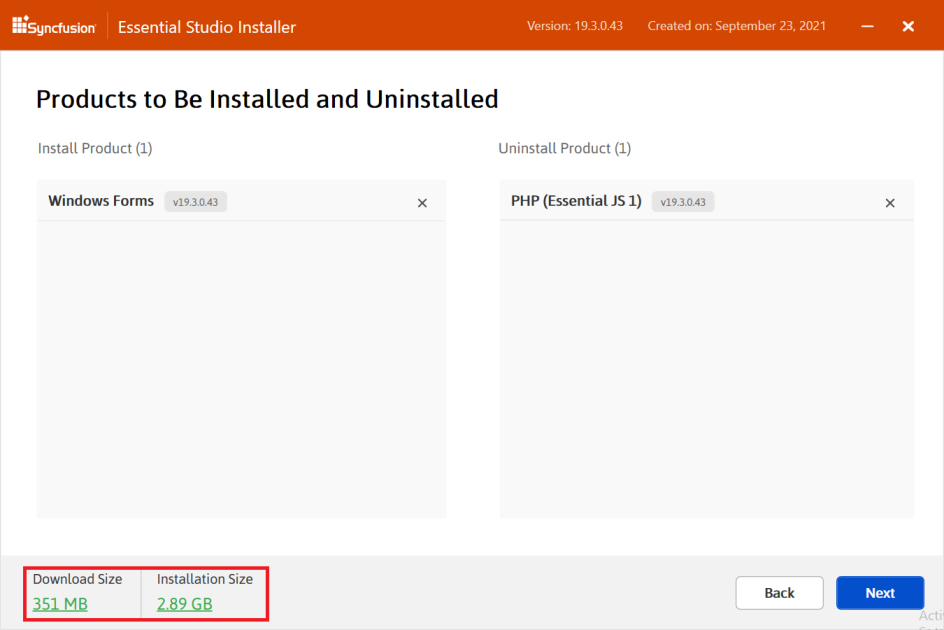 Syncfusion Essential Studio Installer Version: 19.3.0.43 Created on: September 23, 2021
Products to Be Installed and Uninstalled
Install Product (1) Uninstall Product (1)
Windows Forms v19.3.0.43 PHP (Essential JS 1) v19.3.0.43
Download Size Installation Size
351 MB 2.89 GB
Back Next